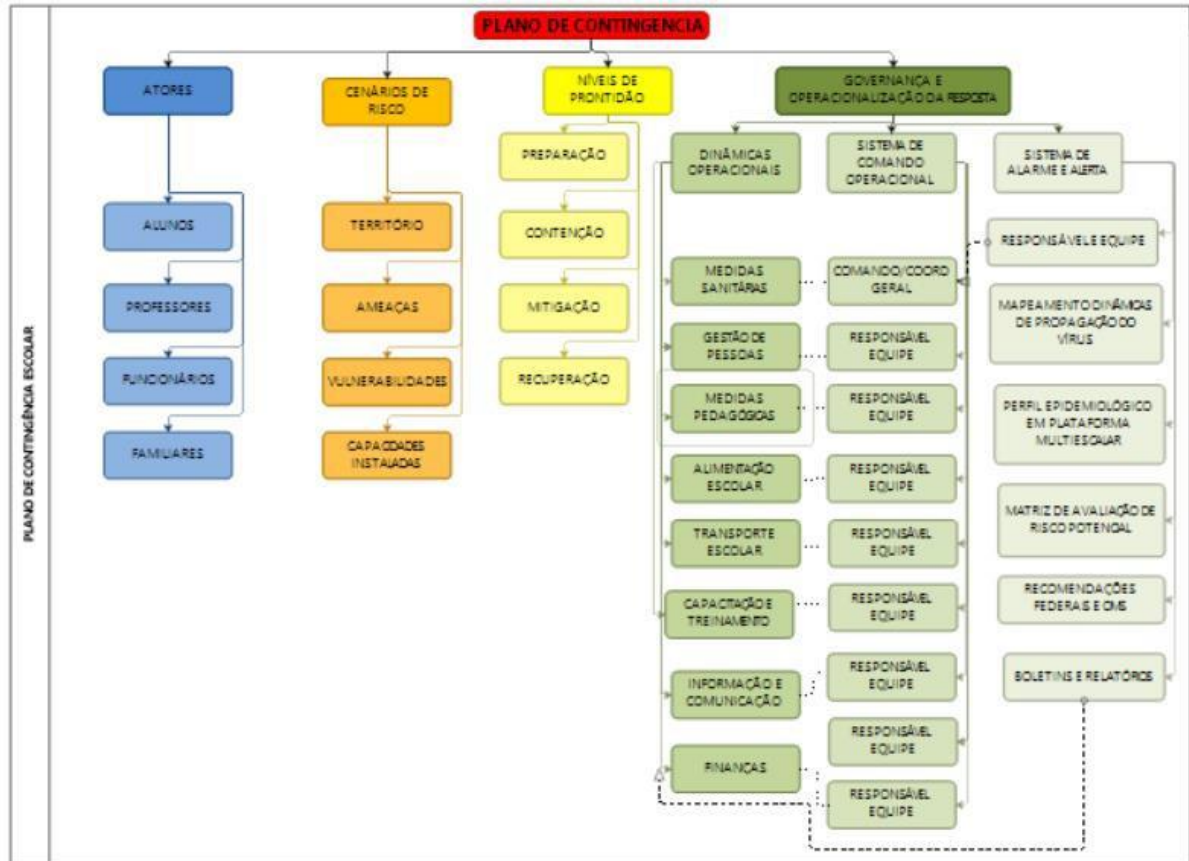 PLANO DE CONTINGENCIA
PLANO DE CONTINGÊNCIA ESCOLAR
ATORES
ALUNOS
PROFESSORES
FUNCIONÁRIOS
FAMILIARES
CENÁRIOS DE
RISCO
TERRITÓRIO
AMEAÇAS
VULNERABILIDADES
CAPACIDADES
INSTALADAS
NÍVEIS DE
PRONTIDÃO
PREPARAÇÃO
CONTENÇÃO
MITIGAÇÃO
RECUPERAÇÃO
GOVERNANÇA E
OPERACIONALIZAÇÃO DA RESPOSTA
DINÂMICAS
OPERACIONAIS
MEDIDAS
SANITÁRIAS
GESTÃO DE
PESSOAS
MEDIDAS
PEDAGÓGICAS
ALIMENTAÇÃO
ESCOLAR
TRANSPORTE
ESCOLAR
CAPACITAÇÃO E
TREINAMENTO
INFORMAÇÃO E
COMUNICAÇÃO
FINANÇAS
SISTEMA DE
COMANDO
OPERACIONAL
COMANDO/COORD
GERAL
RESPONSÁVEL
EQUIPE
RESPONSÁVEL
EQUIPE
RESPONSÁVEL
EQUIPE
RESPONSÁVEL
EQUIPE
RESPONSÁVEL
EQUIPE
RESPONSÁVEL
EQUIPE
RESPONSÁVEL
EQUIPE
RESPONSÁVEL
EQUIPE
SISTEMA DE
ALARME E ALERTA
RESPONSÁVEL E EQUIPE
MAPEAMENTO DINÂMICAS
DE PROPAGAÇÃO DO
VÍRUS
PERFIL EPIDEMIOLÓGICO
EM PLATAFORMA
MULTIESCALAR
MATRIZ DE AVALIAÇÃO DE
RISCO POTENCIAL
RECOMENDAÇÕES
FEDERAIS E OMS
BOLETINS E RELATÓRIOS